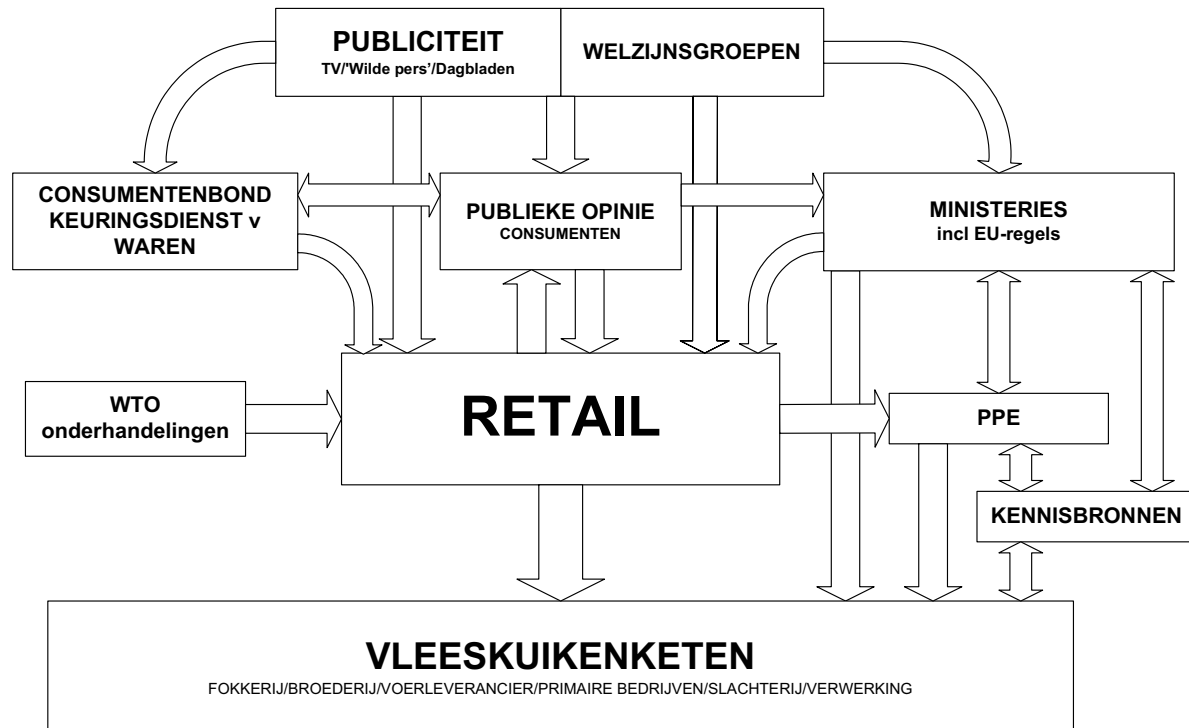 PUBLICITEIT
TV/'Wilde pers'/Dagbladen
WELZIJNSGROEPEN
CONSUMENTENBOND
KEURINGSDIENST v
WAREN
PUBLIEKE OPINIE
CONSUMENTEN
MINISTERIES
incl EU-regels
WTO
onderhandelingen
RETAIL
PPE
KENNISBRONNEN
VLEESKUIKENKETEN
FOKKERIJ/BROEDERIJ/VOERLEVERANCIER/PRIMAIRE BEDRIJVEN/SLACHTERIJ/VERWERKING